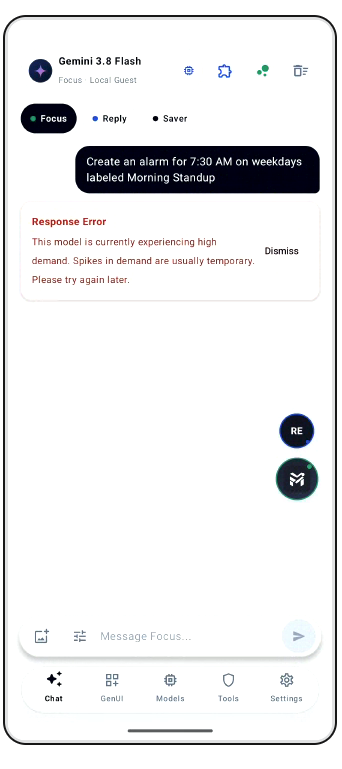 Gemini 3.8 Flash
Focus · Local Guest
Focus
Reply
Saver
Create an alarm for 7:30 AM on weekdays
labeled Morning Standup
Response Error
This model is currently experiencing high
demand. Spikes in demand are usually temporary.
Please try again later.
Dismiss
RE
Message Focus...
Chat
GenUI
Models
Tools
Settings